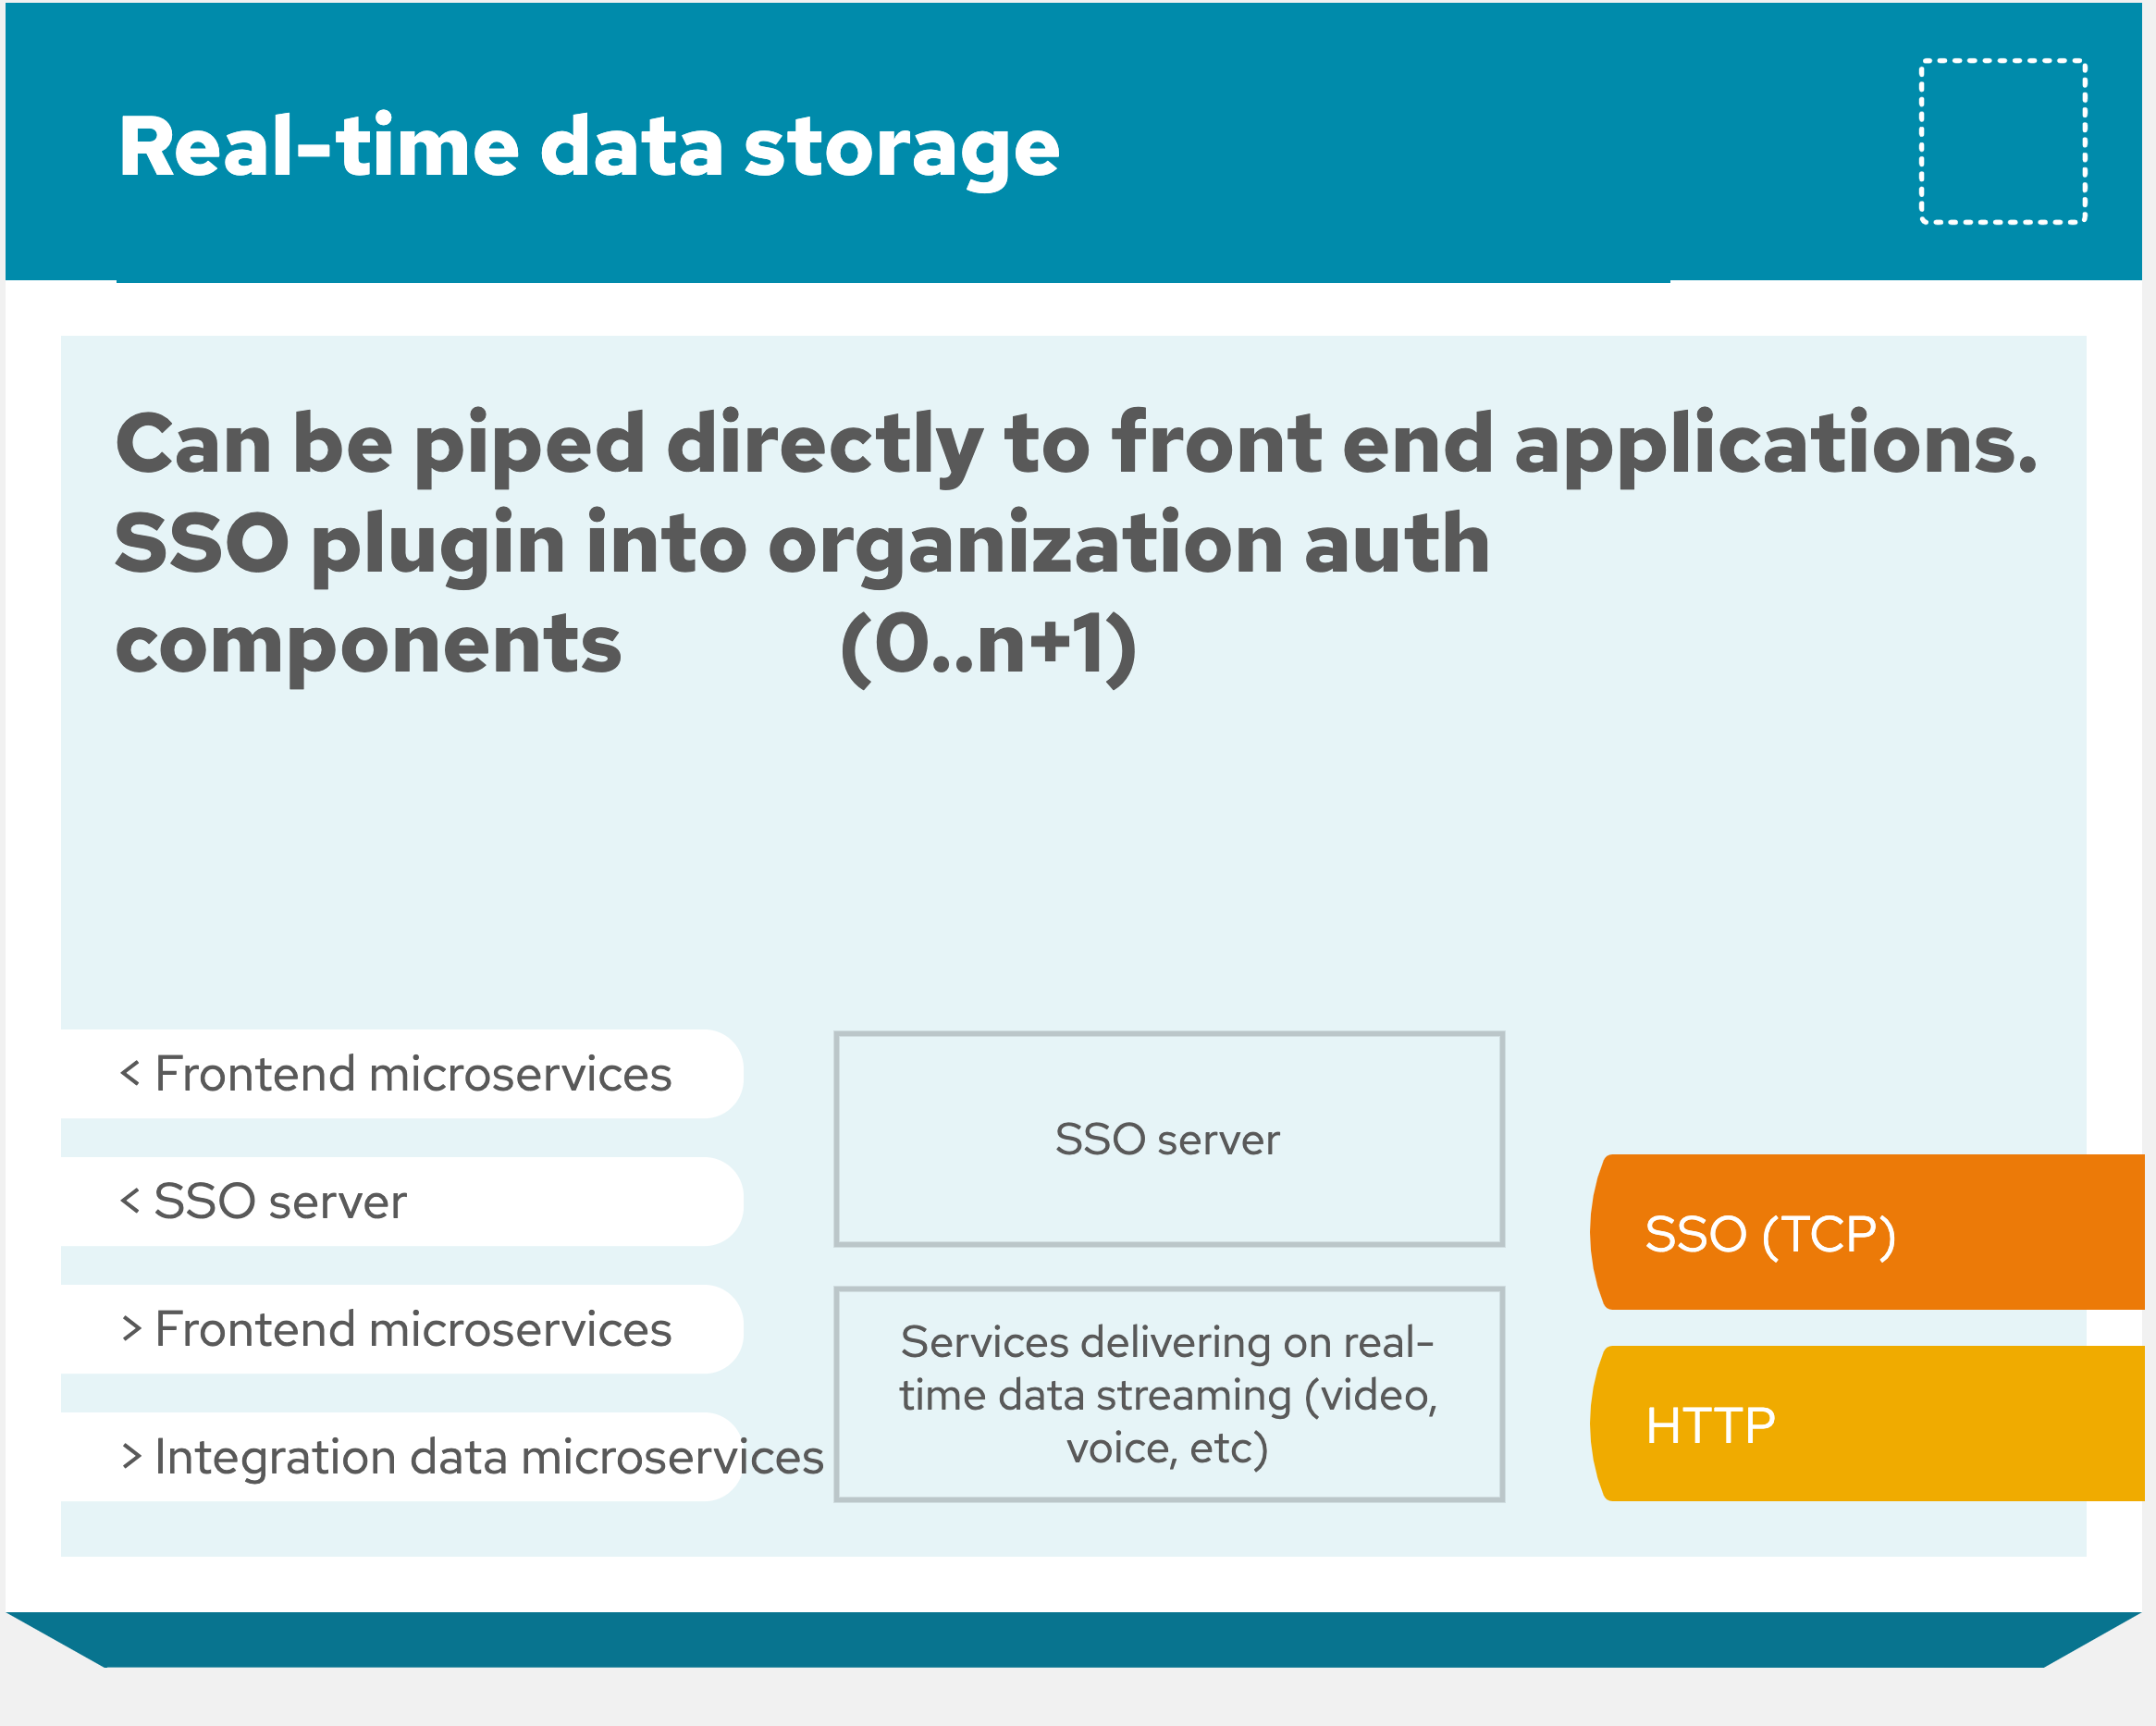 Real-time data storage
Can be piped directly to front end applications.
SSO plugin into organization auth
components (0..n+1)
< Frontend microservices
< SSO server
> Frontend microservices
> Integration data microservices
SSO server
Services delivering on real-
time data streaming (video,
voice, etc)
SSO (TCP)
HTTP